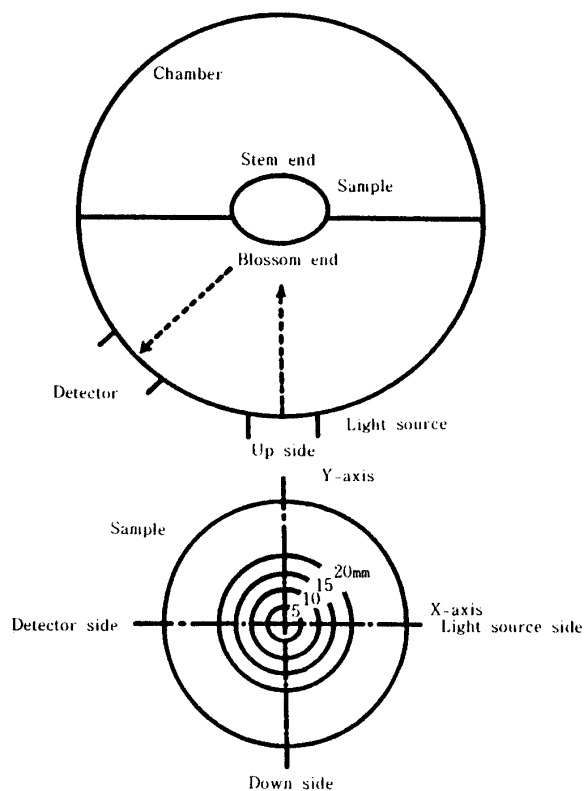 Chamber
Stem end
Sample
Blossom end
Detector
Light source
Up side
Y-axis
Sample
20mm
15
10
5
X-axis
Detector side
Light source side
Down side